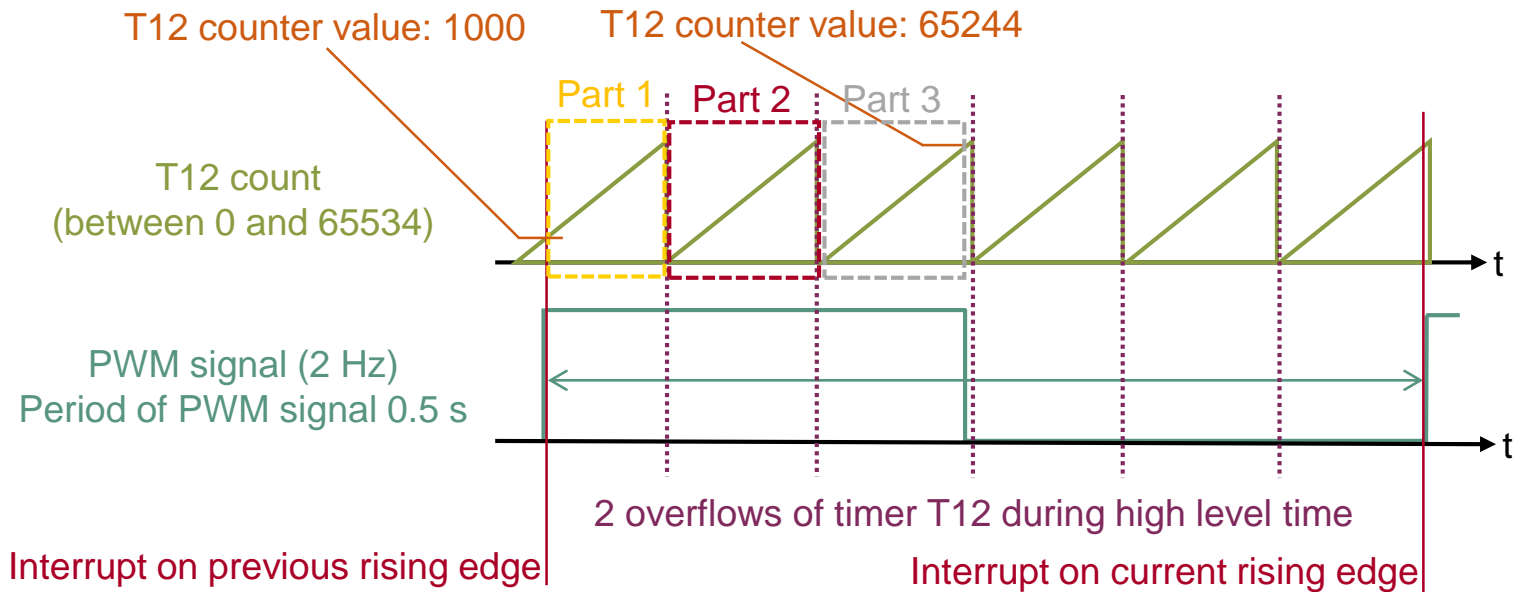 T12 counter value: 1000
T12 counter value: 65244
Part 1
Part 2
Part 3
T12 count
(between 0 and 65534)
t
PWM signal (2 Hz)
Period of PWM signal 0.5 s
t
2 overflows of timer T12 during high level time
Interrupt on previous rising edge
Interrupt on current rising edge